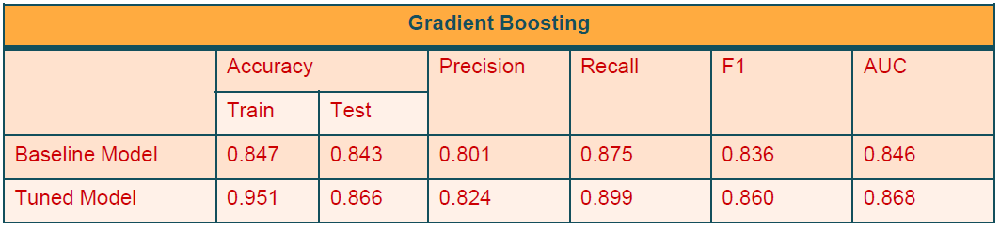 Gradient Boosting
Accuracy Precision Recall F1 AUC
Train Test
Baseline Model 0.847 0.843 0.801 0.875 0.836 0.846
Tuned Model 0.951 0.866 0.824 0.899 0.860 0.868